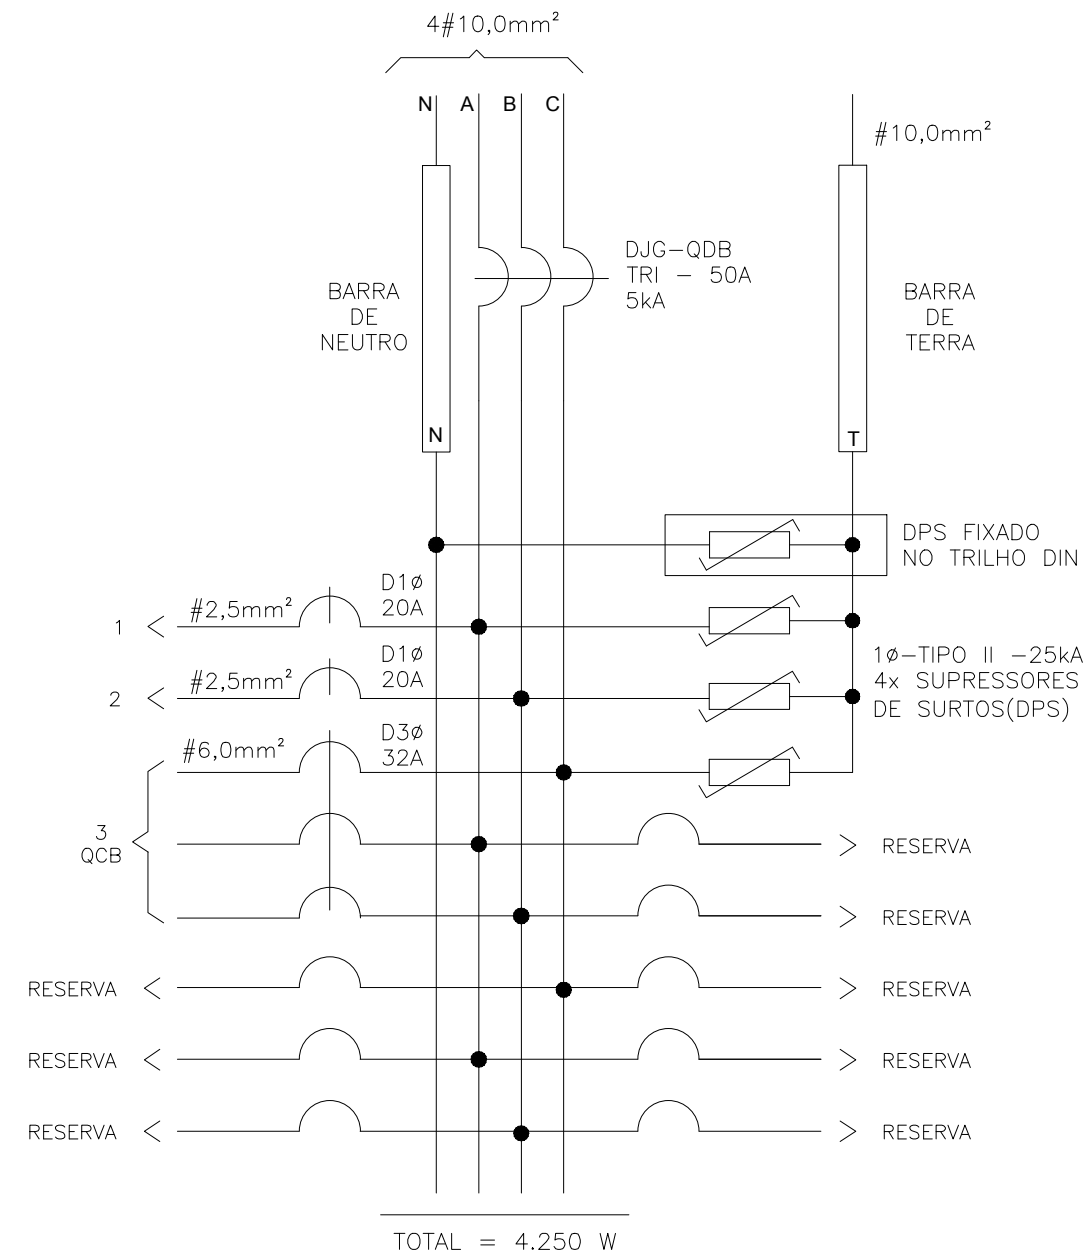 4#10,0mm²
N A B C
#10,0mm²
DJG-QDB
TRI - 50A
5kA
BARRA
DE
NEUTRO
BARRA
DE
TERRA
N
T
DPS FIXADO
NO TRILHO DIN
D1ø
20A
#2,5mm²
1
D1ø
20A
#2,5mm²
2
1ø-TIPO II -25kA
4x SUPRESSORES
DE SURTOS(DPS)
D3ø
32A
#6,0mm²
3
QCB
RESERVA
RESERVA
RESERVA
RESERVA
RESERVA
RESERVA
RESERVA
RESERVA
TOTAL = 4.250 W